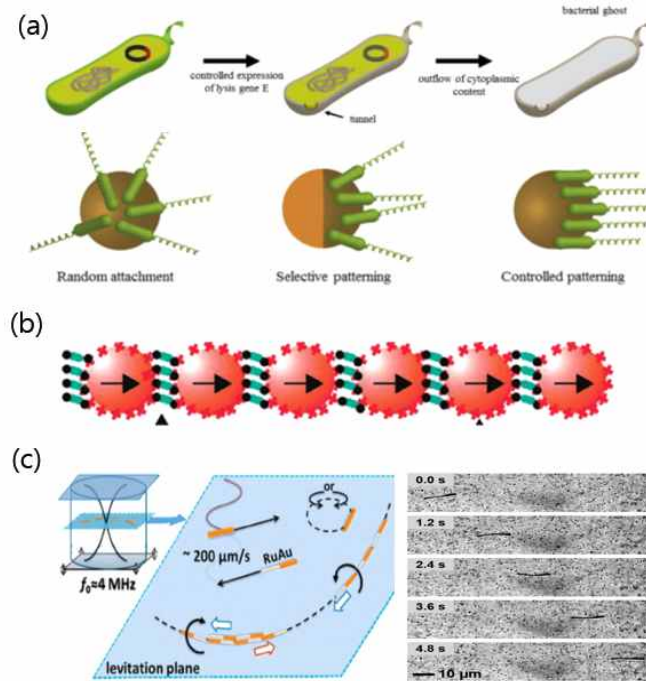 (a)
bacterial ghost
controlled expression
of lysis gene E
outflow of cytoplasmic
content
tunnel
Random attachment
Selective patterning
Controlled patterning
(b)
(c)
f₀≈4 MHz
~ 200 µm/s
RuAu
or
levitation plane
0.0 s
1.2 s
2.4 s
3.6 s
4.8 s
10 µm